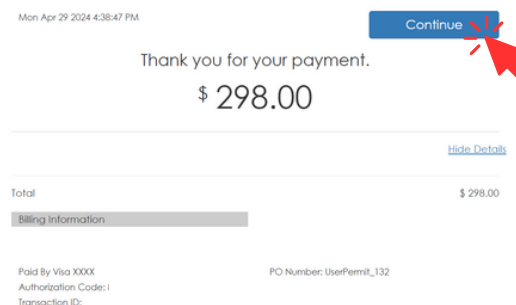 Mon Apr 29 2024 4:38:47 PM
Continue
Thank you for your payment.
$ 298.00
Hide Details
Total $ 298.00
Billing Information
Paid By Visa XXXX PO Number: UserPermit_132
Authorization Code:
Transaction ID: